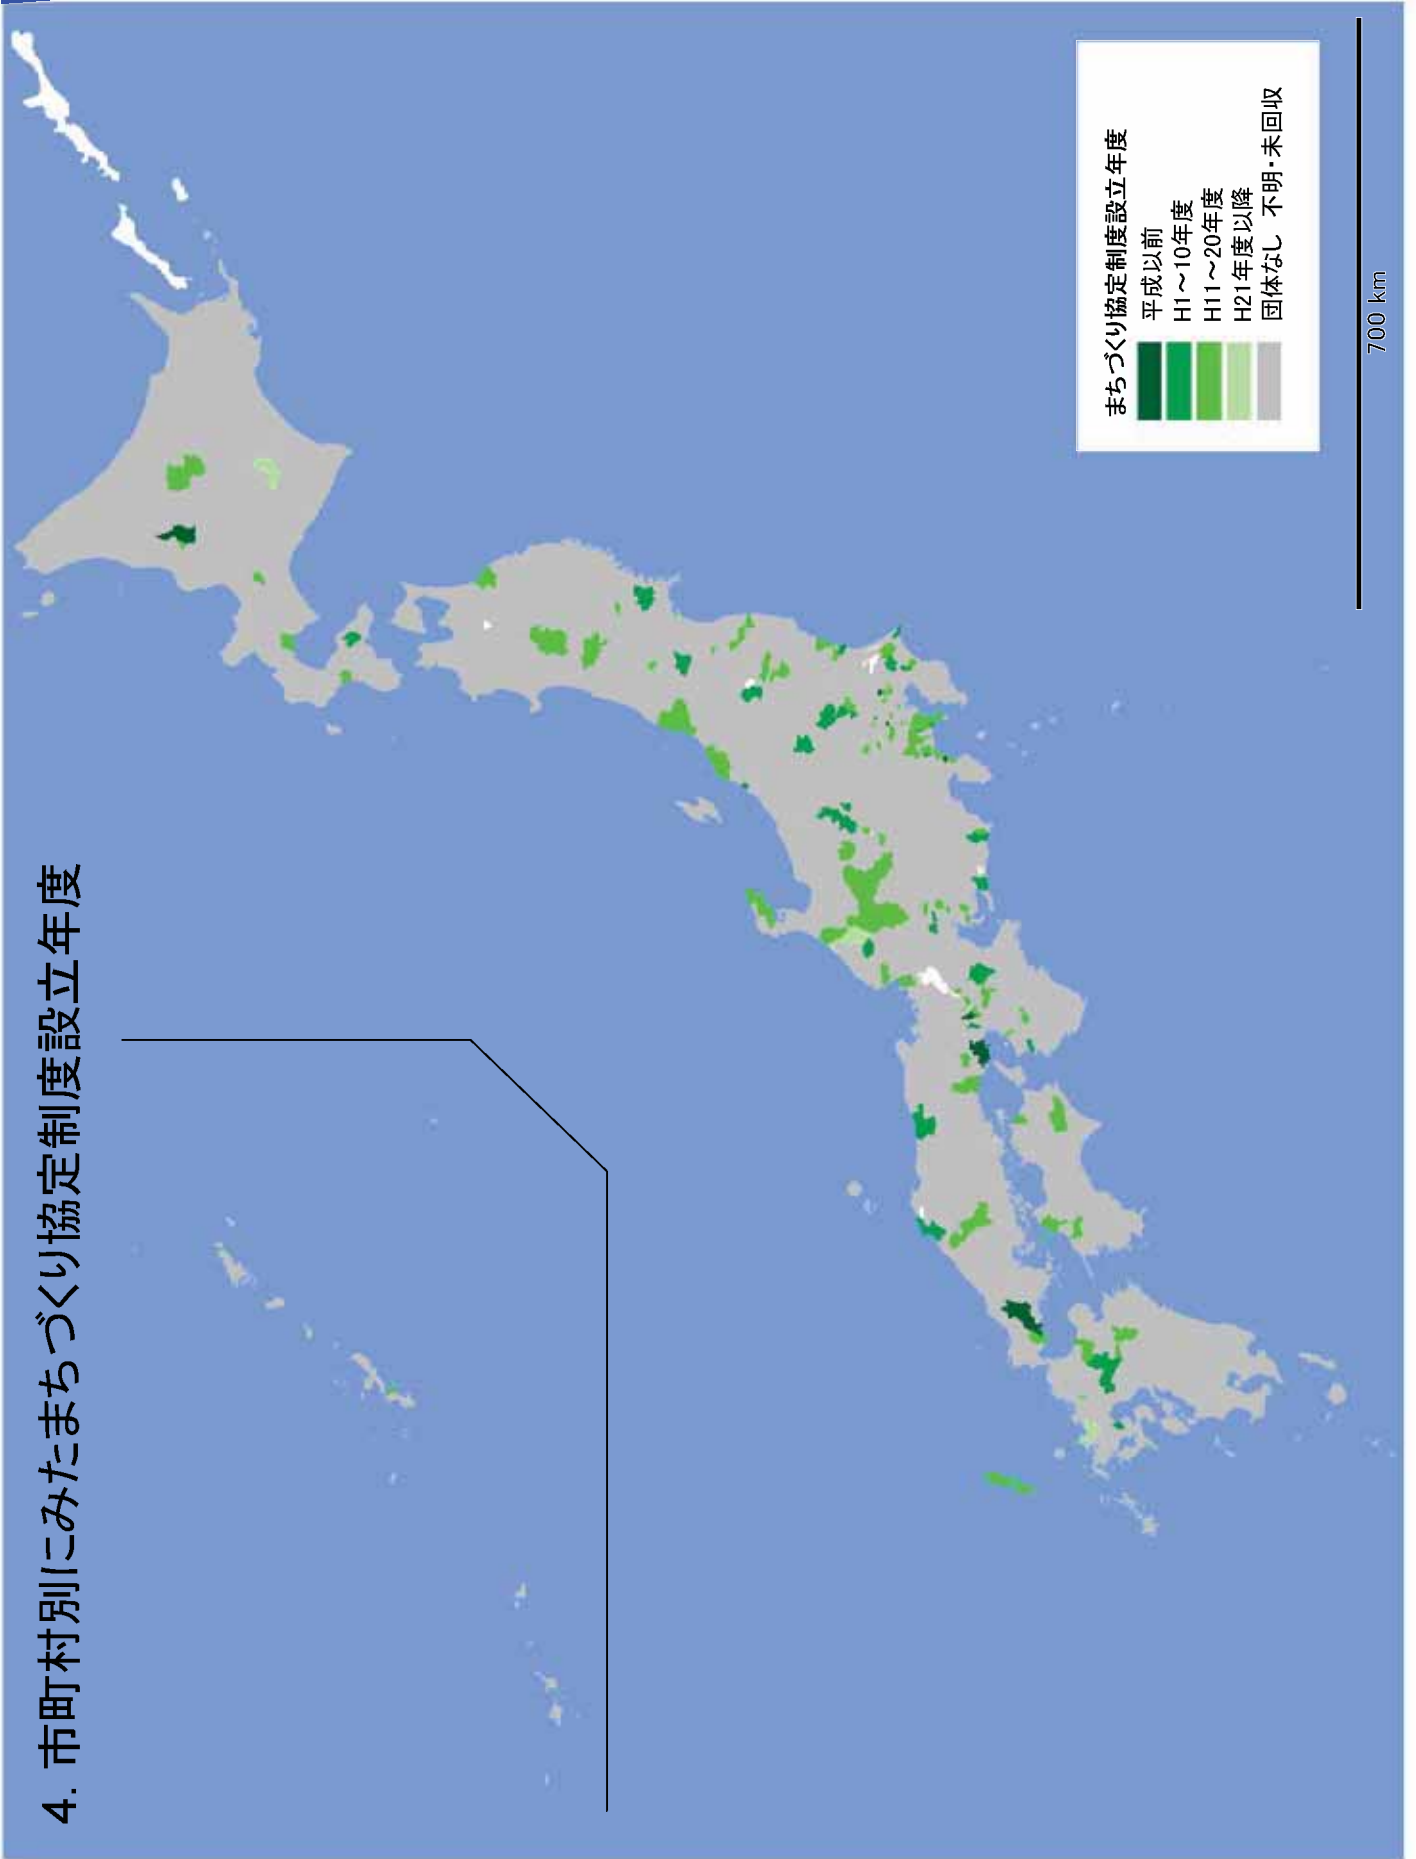 4. 市町村別にみたまちづくり協定制度設立年度
まちづくり協定制度設立年度
平成以前
H1~10年度
H11~20年度
H21年度以降
団体なし 不明・未回収
700 km